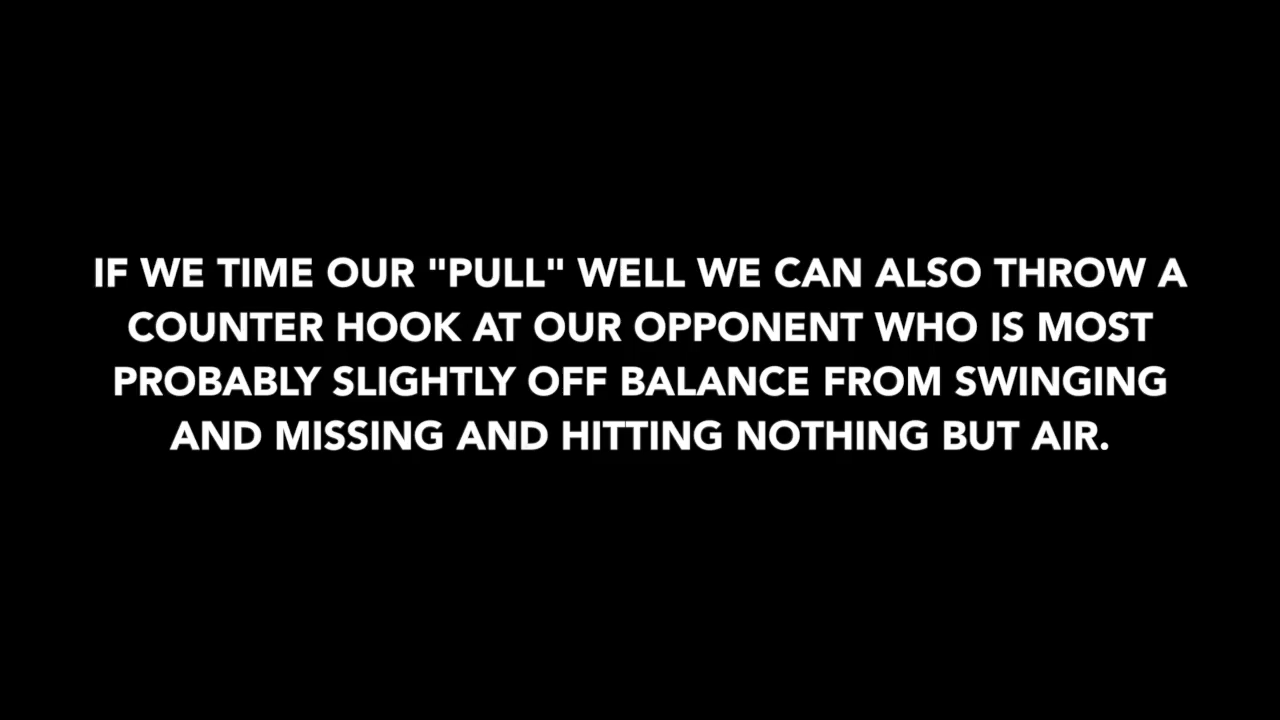 IF WE TIME OUR "PULL" WELL WE CAN ALSO THROW A
COUNTER HOOK AT OUR OPPONENT WHO IS MOST
PROBABLY SLIGHTLY OFF BALANCE FROM SWINGING
AND MISSING AND HITTING NOTHING BUT AIR.